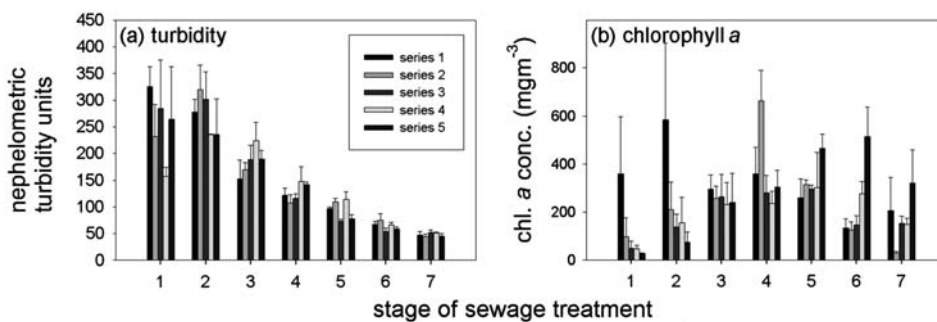 (a) turbidity
nephelometric
turbidity units
450
400
350
300
250
200
150
100
50
0
series 1
series 2
series 3
series 4
series 5
1 2 3 4 5 6 7
(b) chlorophyll a
chl. a conc. (mgm-3)
800
600
400
200
0
1 2 3 4 5 6 7
stage of sewage treatment